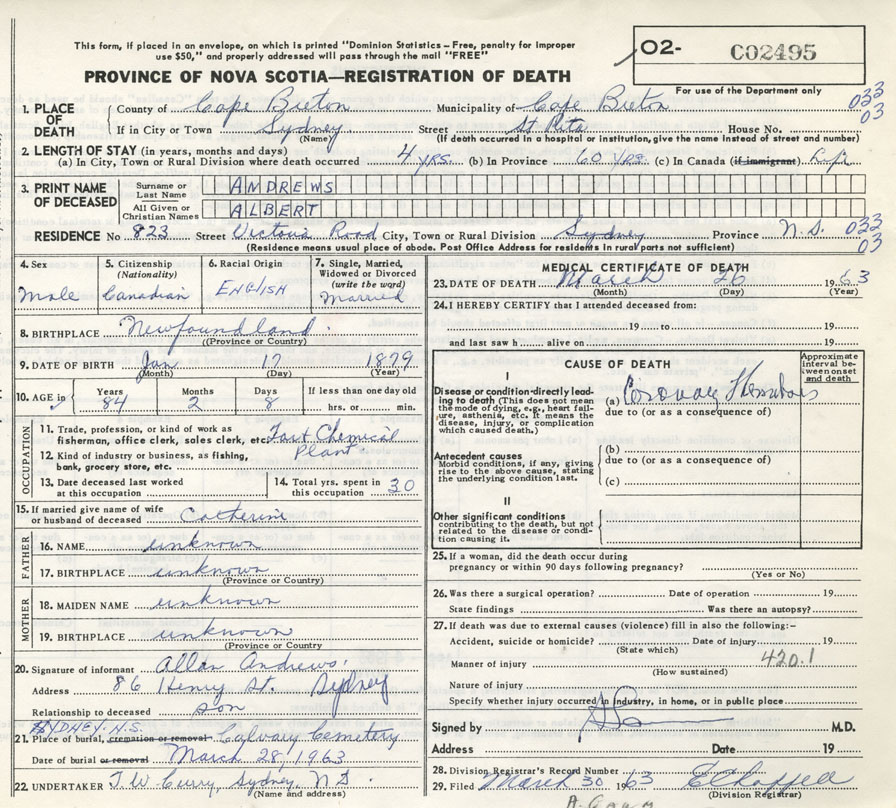 This form, if placed in an envelope, on which is printed "Dominion Statistics – Free, penalty for improper
use $50," and properly addressed will pass through the mail "FREE"
O2- C02495
For use of the Department only
PROVINCE OF NOVA SCOTIA—REGISTRATION OF DEATH
033
03
1. PLACE OF DEATH
County of Cape Breton Municipality of Cape Breton
If in City or Town Sydney Street St Rita House No.
(Name) (If death occurred in a hospital or institution, give the name instead of street and number)
2. LENGTH OF STAY (in years, months and days)
(a) In City, Town or Rural Division where death occurred 4 yrs. (b) In Province 60 yrs. (c) In Canada (if immigrant) Life
3. PRINT NAME OF DECEASED
Surname or Last Name ANDREWS
All Given or Christian Names ALBERT
RESIDENCE No 823 Street Victoria Road City, Town or Rural Division Sydney Province N.S. 033
03
(Residence means usual place of abode. Post Office Address for residents in rural parts not sufficient)
4. Sex
Male
5. Citizenship
(Nationality)
Canadian
6. Racial Origin
ENGLISH
7. Single, Married,
Widowed or Divorced
(write the word)
Married
8. BIRTHPLACE Newfoundland.
(Province or Country)
9. DATE OF BIRTH Jan 17 1879
(Month) (Day) (Year)
10. AGE in
Years Months Days If less than one day old
84 2 8 hrs. or min.
OCCUPATION
11. Trade, profession, or kind of work as
fisherman, office clerk, sales clerk, etc. Chemical
12. Kind of industry or business, as fishing,
bank, grocery store, etc. Plant
13. Date deceased last worked
at this occupation
14. Total yrs. spent in
this occupation 30
15. If married give name of wife
or husband of deceased Catherine
FATHER
16. NAME unknown
17. BIRTHPLACE unknown
(Province or Country)
MOTHER
18. MAIDEN NAME unknown
19. BIRTHPLACE unknown
(Province or Country)
20. Signature of informant Allan Andrews.
Address 86 Henry St. Sydney
Relationship to deceased son
SYDNEY. N.S.
21. Place of burial, cremation or removal Calvary Cemetery
Date of burial or removal March 28, 1963
22. UNDERTAKER T.W. Curry, Sydney, N.S.
(Name and address)
MEDICAL CERTIFICATE OF DEATH
23. DATE OF DEATH March 26 1963
(Month) (Day) (Year)
24. I HEREBY CERTIFY that I attended deceased from:
19 to 19
and last saw h alive on 19
CAUSE OF DEATH
Approximate
interval be-
tween onset
and death
I
Disease or condition directly lead-
ing to death (This does not mean
the mode of dying, e.g., heart fail-
ure, asthenia, etc. It means the
disease, injury, or complication
which caused death.)
(a) Coronary Thrombosis
due to (or as a consequence of)
Antecedent causes
Morbid conditions, if any, giving
rise to the above cause, stating
the underlying condition last.
(b)
due to (or as a consequence of)
(c)
II
Other significant conditions
contributing to the death, but not
related to the disease or condi-
tion causing it.
25. If a woman, did the death occur during
pregnancy or within 90 days following pregnancy?
(Yes or No)
26. Was there a surgical operation? Date of operation 19
State findings Was there an autopsy?
27. If death was due to external causes (violence) fill in also the following:–
Accident, suicide or homicide? Date of injury 19
(State which)
420.1
Manner of injury
(How sustained)
Nature of injury
Specify whether injury occurred in Industry, in home, or in public place
Signed by M.D.
Address Date 19
28. Division Registrar's Record Number
29. Filed March 30 1963
(Division Registrar)